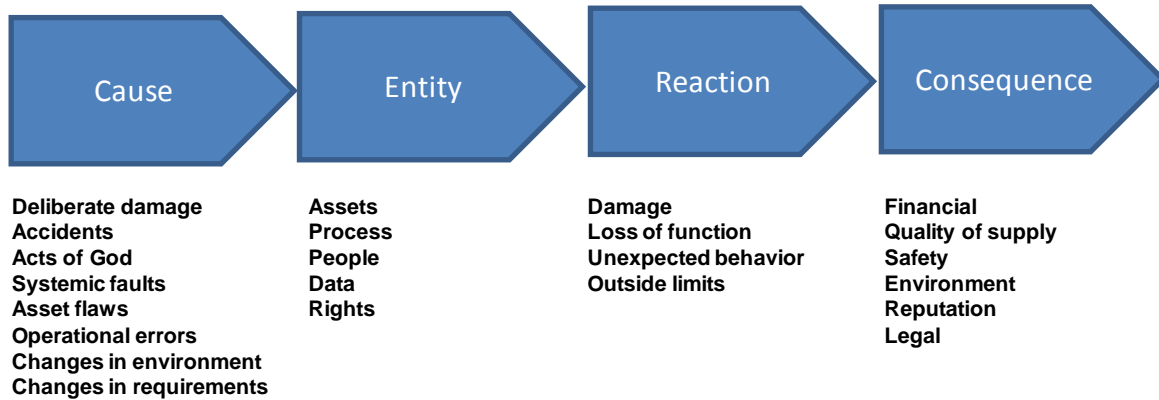 Cause
Entity
Reaction
Consequence
Deliberate damage
Accidents
Acts of God
Systemic faults
Asset flaws
Operational errors
Changes in environment
Changes in requirements
Assets
Process
People
Data
Rights
Damage
Loss of function
Unexpected behavior
Outside limits
Financial
Quality of supply
Safety
Environment
Reputation
Legal